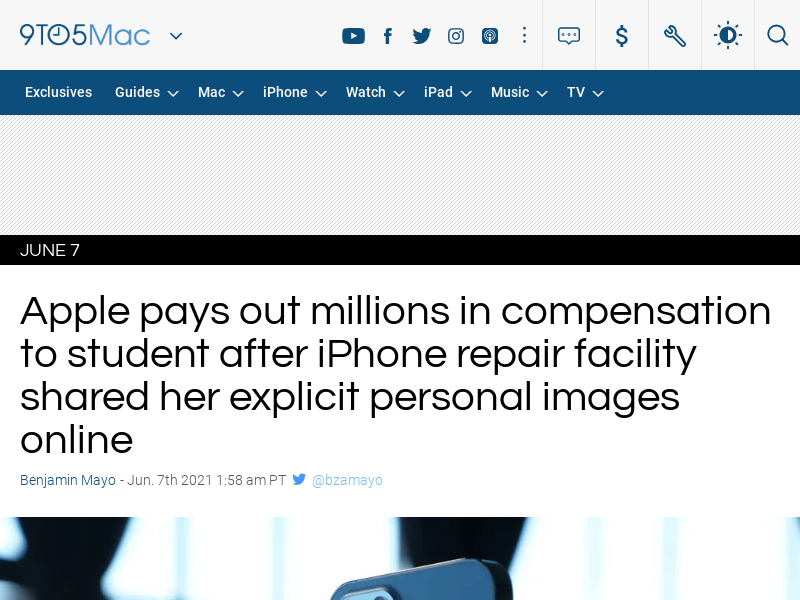 9TO5Mac
Exclusives Guides Mac iPhone Watch iPad Music TV
JUNE 7
Apple pays out millions in compensation
to student after iPhone repair facility
shared her explicit personal images
online
Benjamin Mayo - Jun. 7th 2021 1:58 am PT @bzamayo